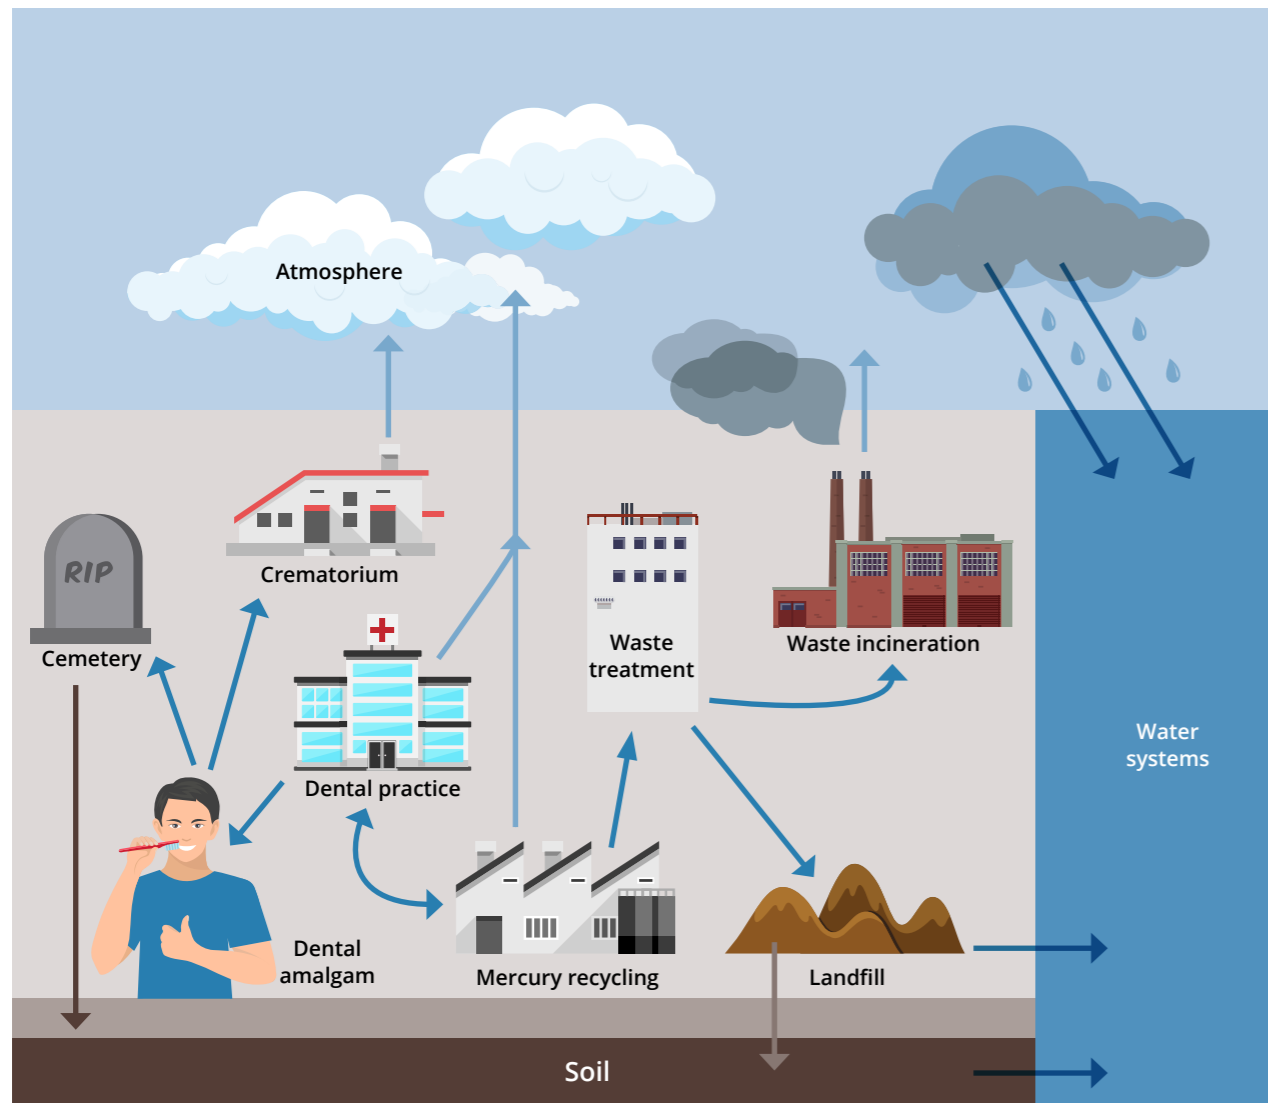 Atmosphere
RIP
Crematorium
Cemetery
Waste
treatment
Waste incineration
Water
systems
Dental practice
Dental
amalgam
Mercury recycling
Landfill
Soil